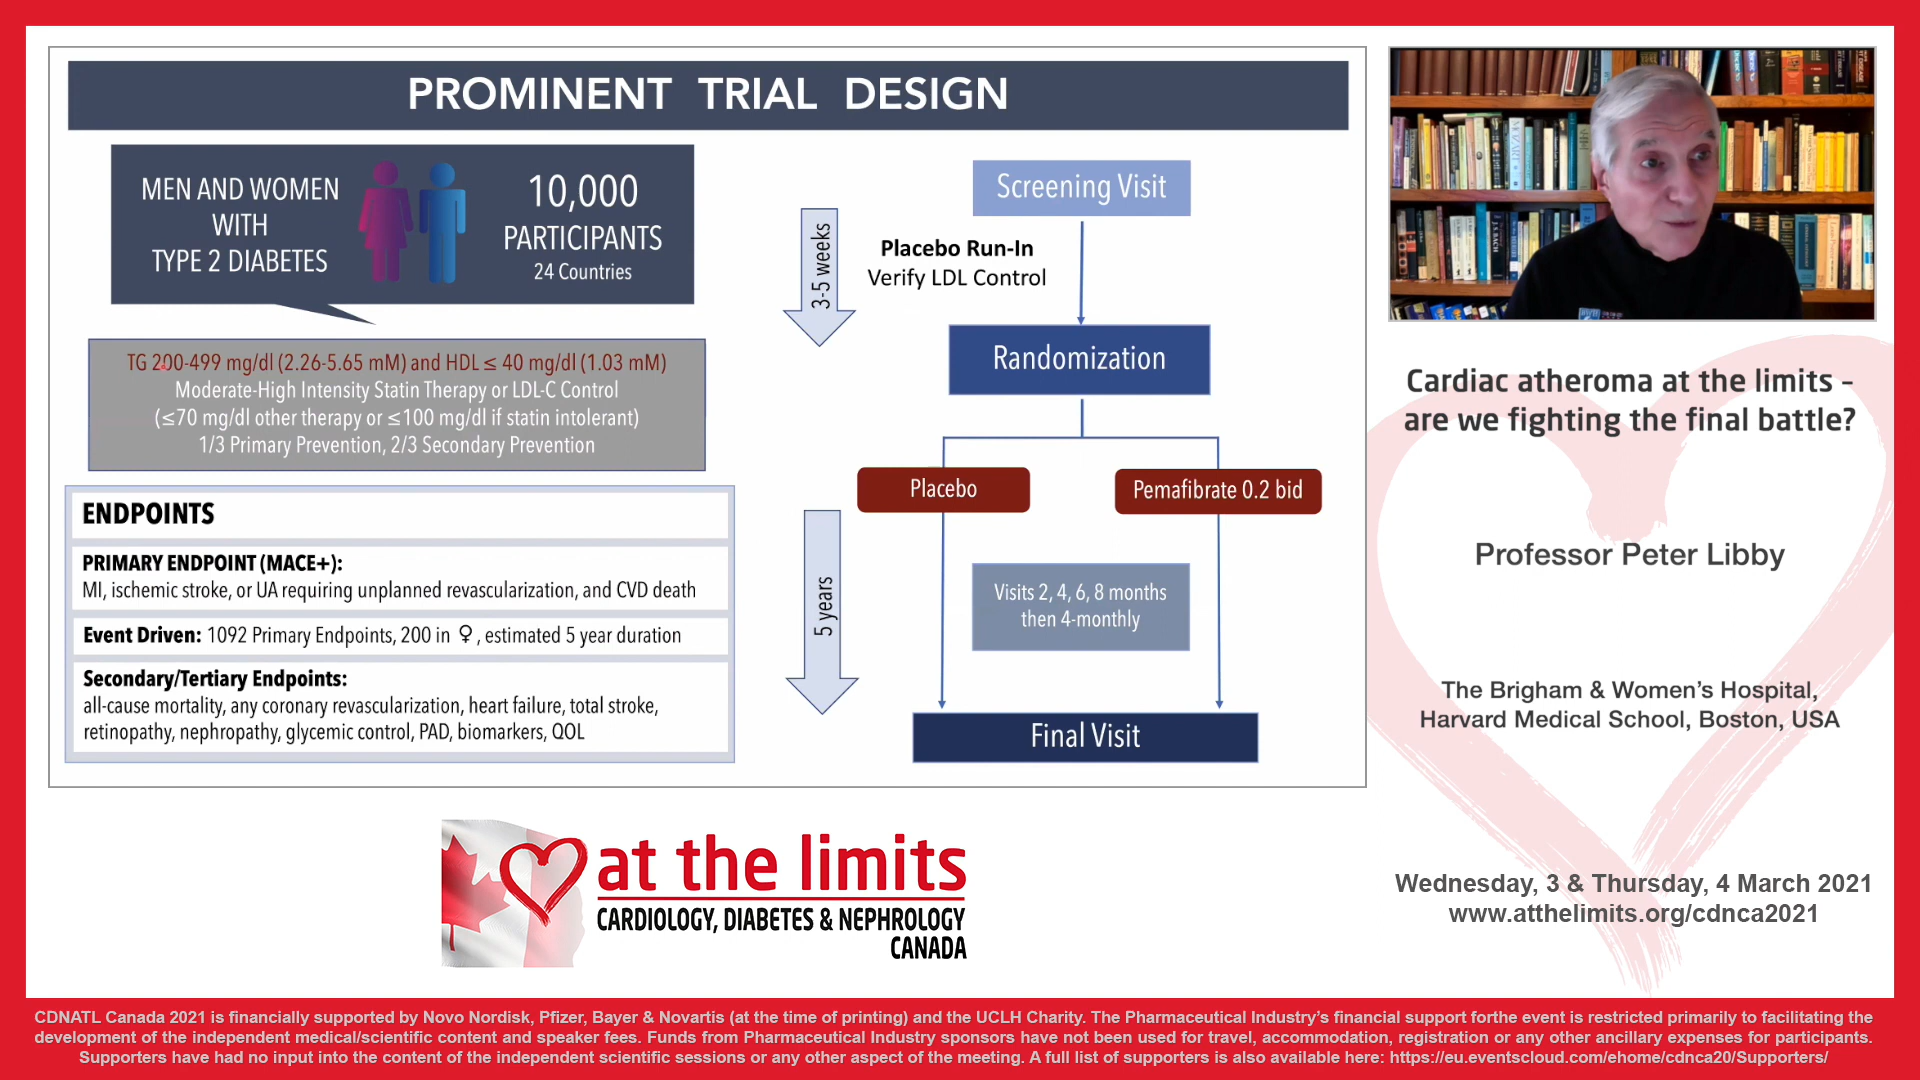 PROMINENT TRIAL DESIGN
MEN AND WOMEN
WITH
TYPE 2 DIABETES
10,000
PARTICIPANTS
24 Countries
TG 200-499 mg/dl (2.26-5.65 mM) and HDL ≤ 40 mg/dl (1.03 mM)
Moderate-High Intensity Statin Therapy or LDL-C Control
(≤70 mg/dl other therapy or ≤100 mg/dl if statin intolerant)
1/3 Primary Prevention, 2/3 Secondary Prevention
ENDPOINTS
PRIMARY ENDPOINT (MACE+):
MI, ischemic stroke, or UA requiring unplanned revascularization, and CVD death
Event Driven: 1092 Primary Endpoints, 200 in ♀, estimated 5 year duration
Secondary/Tertiary Endpoints:
all-cause mortality, any coronary revascularization, heart failure, total stroke,
retinopathy, nephropathy, glycemic control, PAD, biomarkers, QOL
Screening Visit
3-5 weeks
Placebo Run-In
Verify LDL Control
Randomization
Placebo
Pemafibrate 0.2 bid
5 years
Visits 2, 4, 6, 8 months
then 4-monthly
Final Visit
Cardiac atheroma at the limits -
are we fighting the final battle?
Professor Peter Libby
The Brigham & Women's Hospital,
Harvard Medical School, Boston, USA
Wednesday, 3 & Thursday, 4 March 2021
www.atthelimits.org/cdnca2021
at the limits
CARDIOLOGY, DIABETES & NEPHROLOGY
CANADA
CDNATL Canada 2021 is financially supported by Novo Nordisk, Pfizer, Bayer & Novartis (at the time of printing) and the UCLH Charity. The Pharmaceutical Industry's financial support forthe event is restricted primarily to facilitating the
development of the independent medical/scientific content and speaker fees. Funds from Pharmaceutical Industry sponsors have not been used for travel, accommodation, registration or any other ancillary expenses for participants.
Supporters have had no input into the content of the independent scientific sessions or any other aspect of the meeting. A full list of supporters is also available here: https://eu.eventscloud.com/ehome/cdnca20/Supporters/